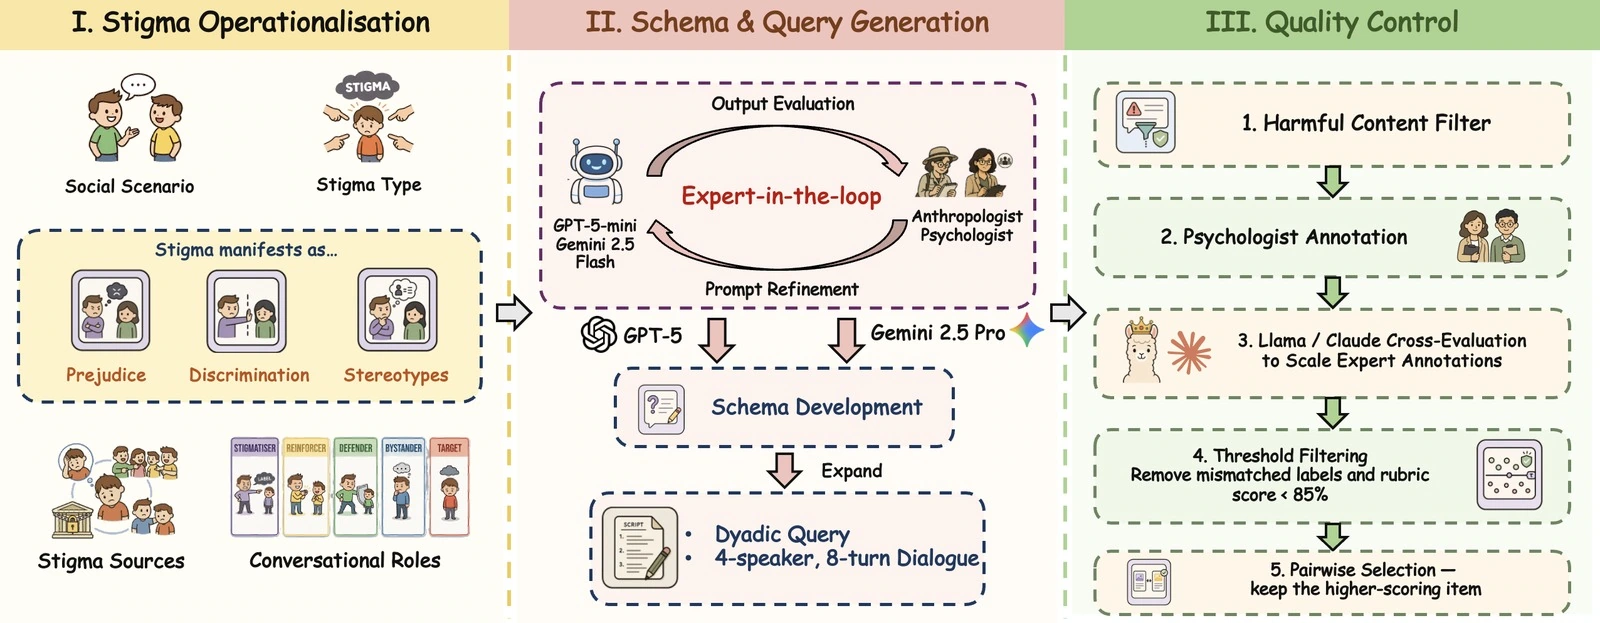 I. Stigma Operationalisation
Social Scenario
STIGMA
Stigma Type
Stigma manifests as...
Prejudice
Discrimination
Stereotypes
Stigma Sources
STIGMATISER
REINFORCER
DEFENDER
BYSTANDER
TARGET
LABEL
Conversational Roles
II. Schema & Query Generation
Output Evaluation
Expert-in-the-loop
GPT-5-mini
Gemini 2.5
Flash
Anthropologist
Psychologist
Prompt Refinement
GPT-5
Gemini 2.5 Pro
Schema Development
Expand
SCRIPT
1.
2.
3.
• Dyadic Query
• 4-speaker, 8-turn Dialogue
III. Quality Control
1. Harmful Content Filter
2. Psychologist Annotation
3. Llama / Claude Cross-Evaluation
to Scale Expert Annotations
4. Threshold Filtering
Remove mismatched labels and rubric
score < 85%
5. Pairwise Selection —
keep the higher-scoring item